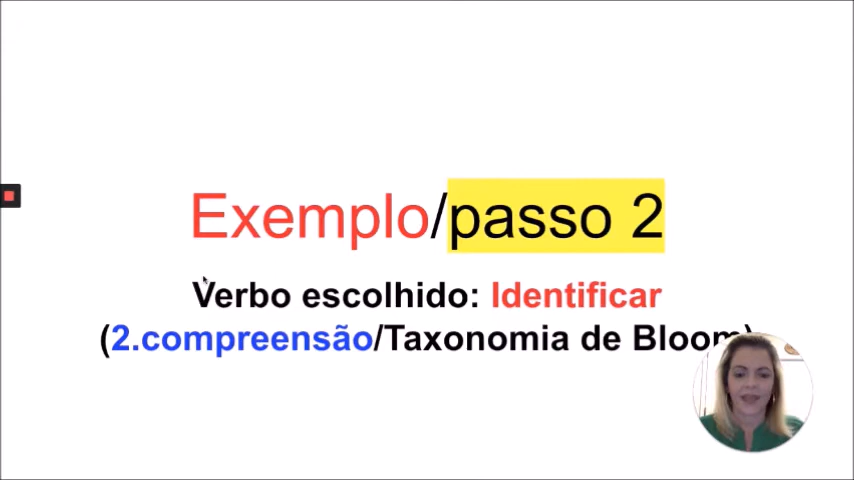 Exemplo/passo 2
Verbo escolhido: Identificar
(2.compreensão/Taxonomia de Bloom)